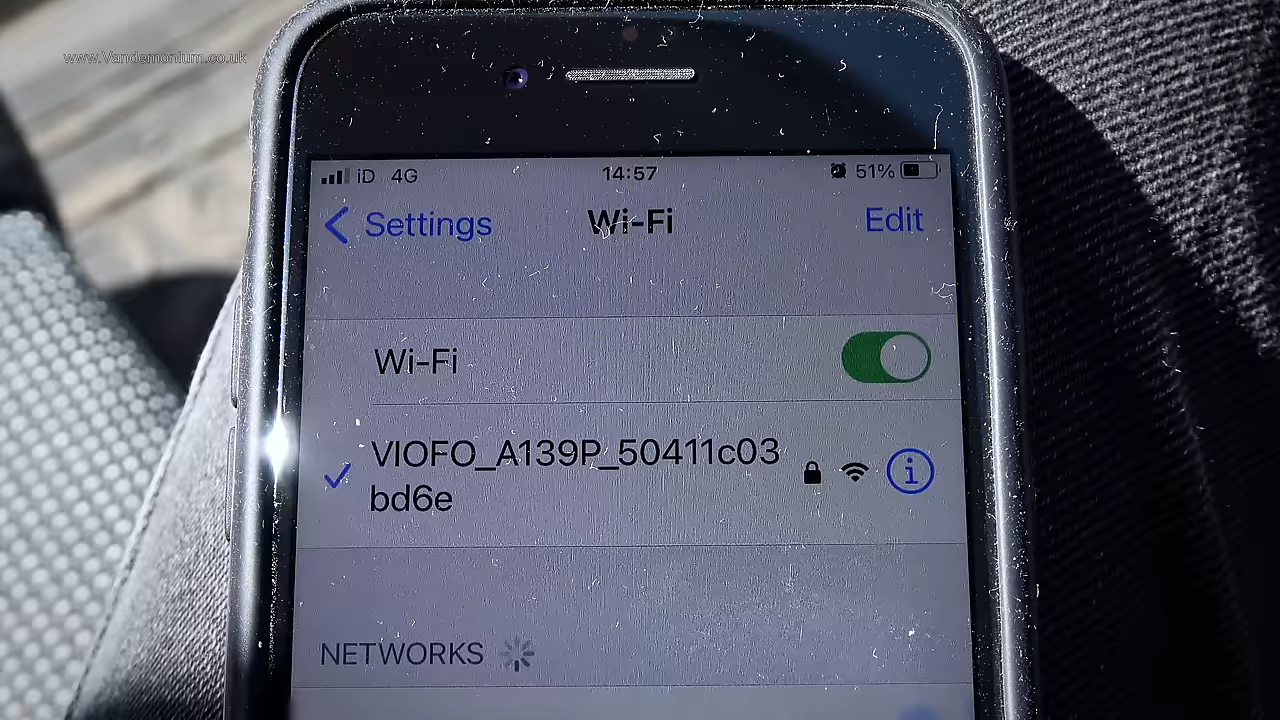 www.Vandemonium.co.uk
iD 4G 14:57 51%
Settings Wi-Fi Edit
Wi-Fi
VIOFO_A139P_50411c03
bd6e
NETWORKS